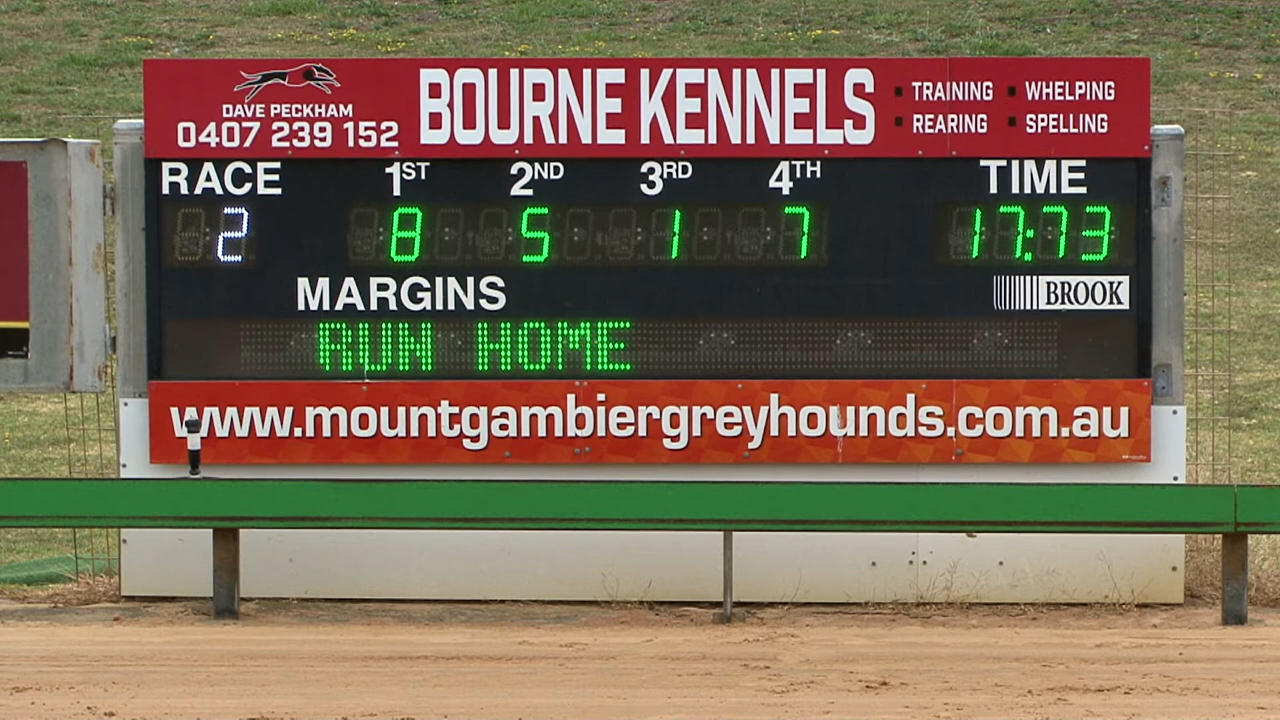 DAVE PECKHAM
0407 239 152
BOURNE KENNELS
TRAINING WHELPING
REARING SPELLING
RACE 1ST 2ND 3RD 4TH TIME
2 8 5 1 7 17:73
MARGINS
BROOK
RUN HOME
www.mountgambiergreyhounds.com.au